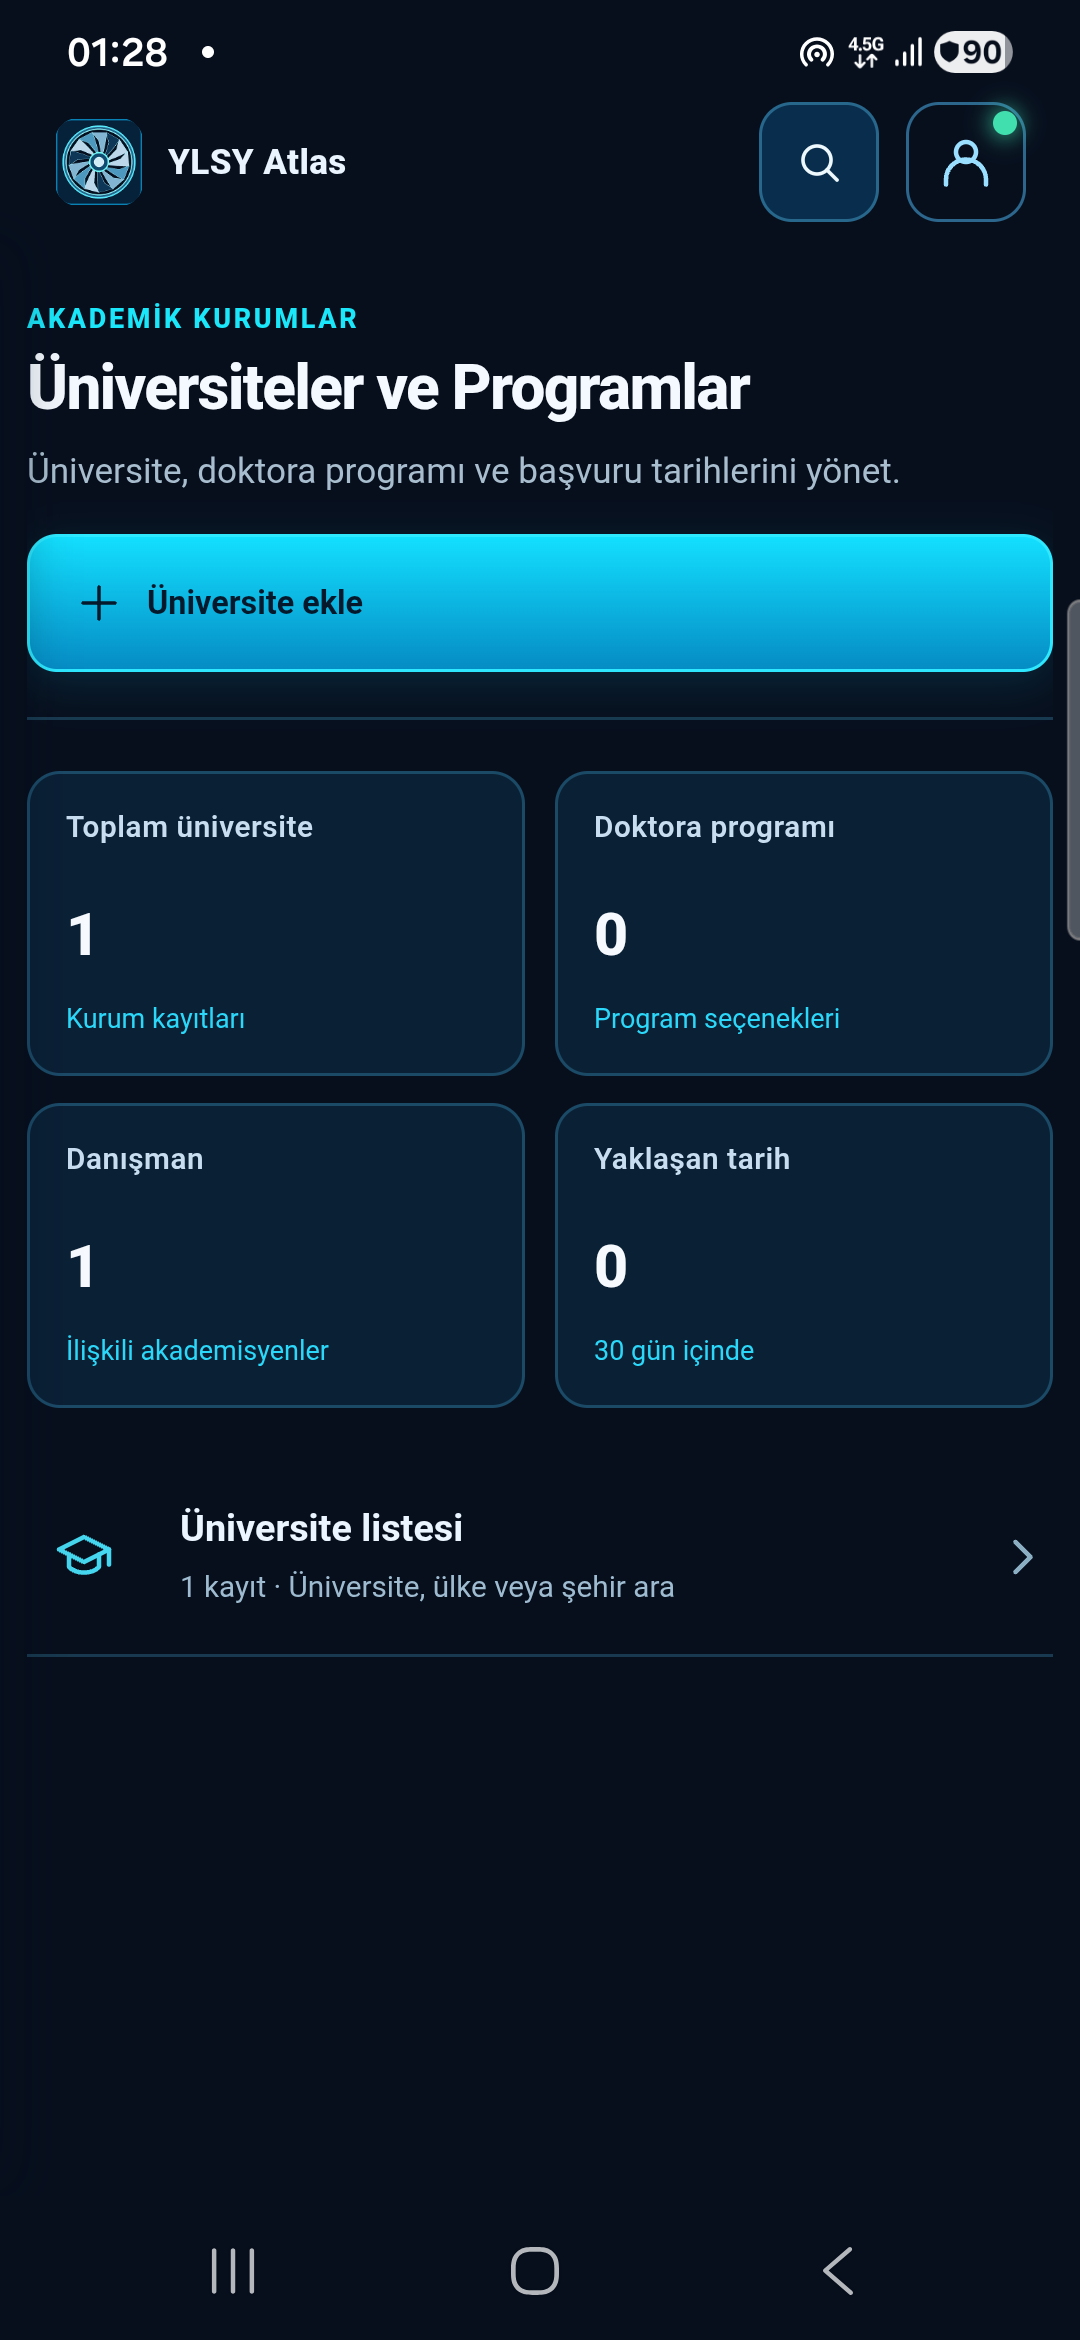 01:28
4.5G
90
YLSY Atlas
AKADEMİK KURUMLAR
Üniversiteler ve Programlar
Üniversite, doktora programı ve başvuru tarihlerini yönet.
Üniversite ekle
Toplam üniversite
1
Kurum kayıtları
Doktora programı
0
Program seçenekleri
Danışman
1
İlişkili akademisyenler
Yaklaşan tarih
0
30 gün içinde
Üniversite listesi
1 kayıt · Üniversite, ülke veya şehir ara